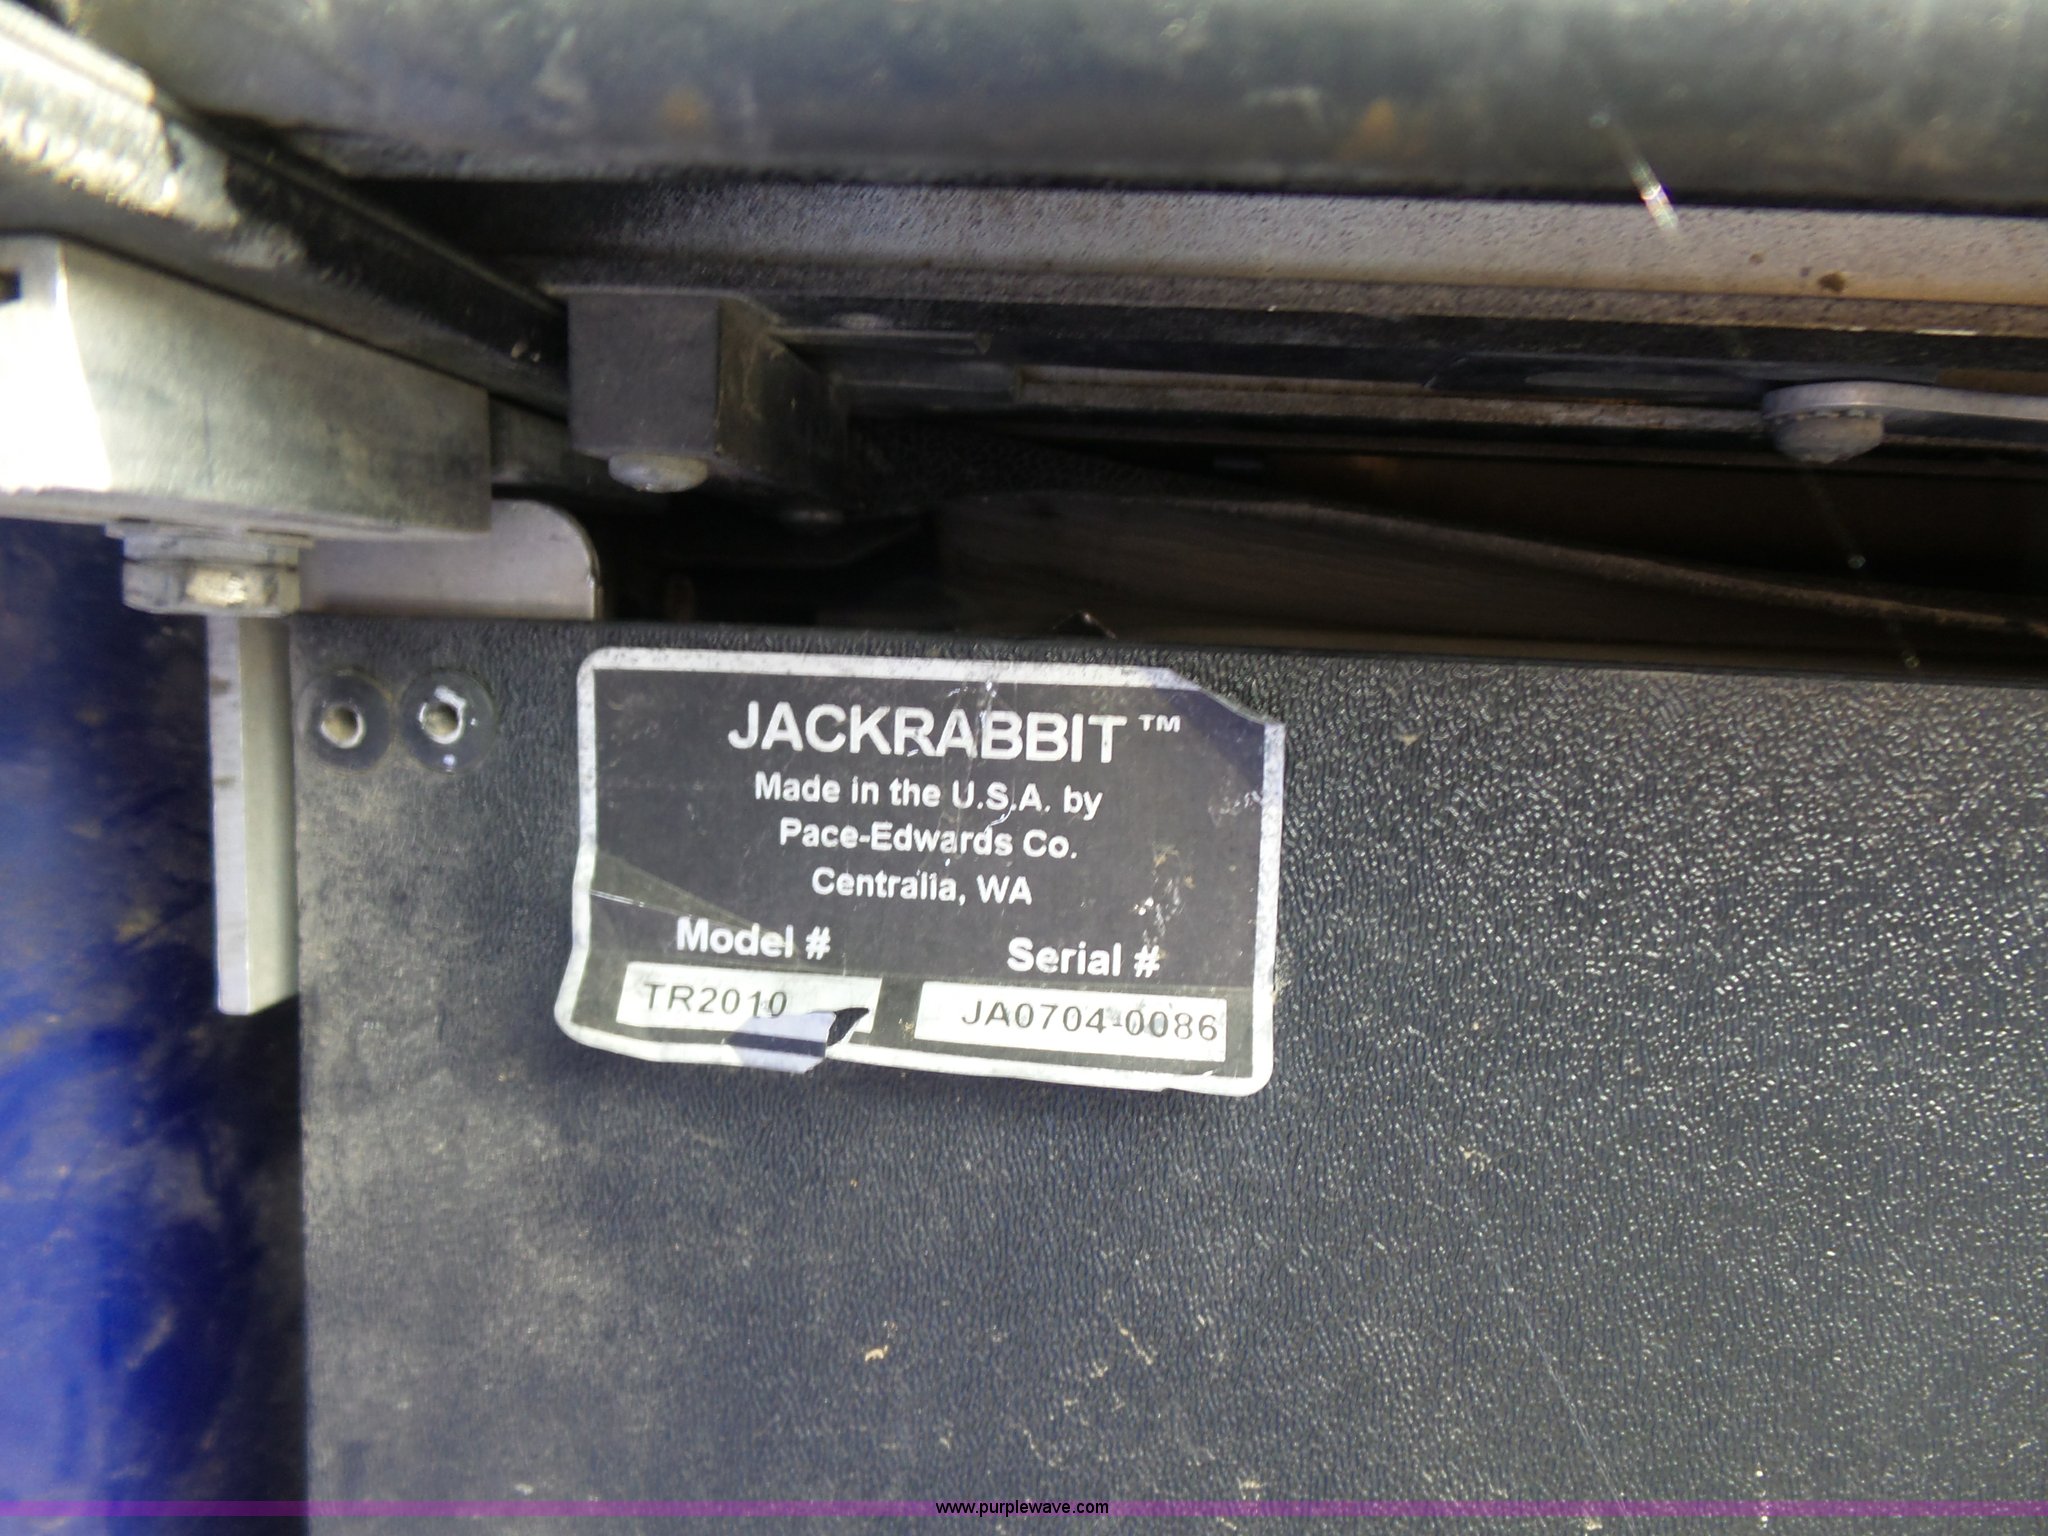 JACKRABBIT™
Made in the U.S.A. by
Pace-Edwards Co.
Centralia, WA
Model # Serial #
TR2010 JA0704-0086
www.purplewave.com